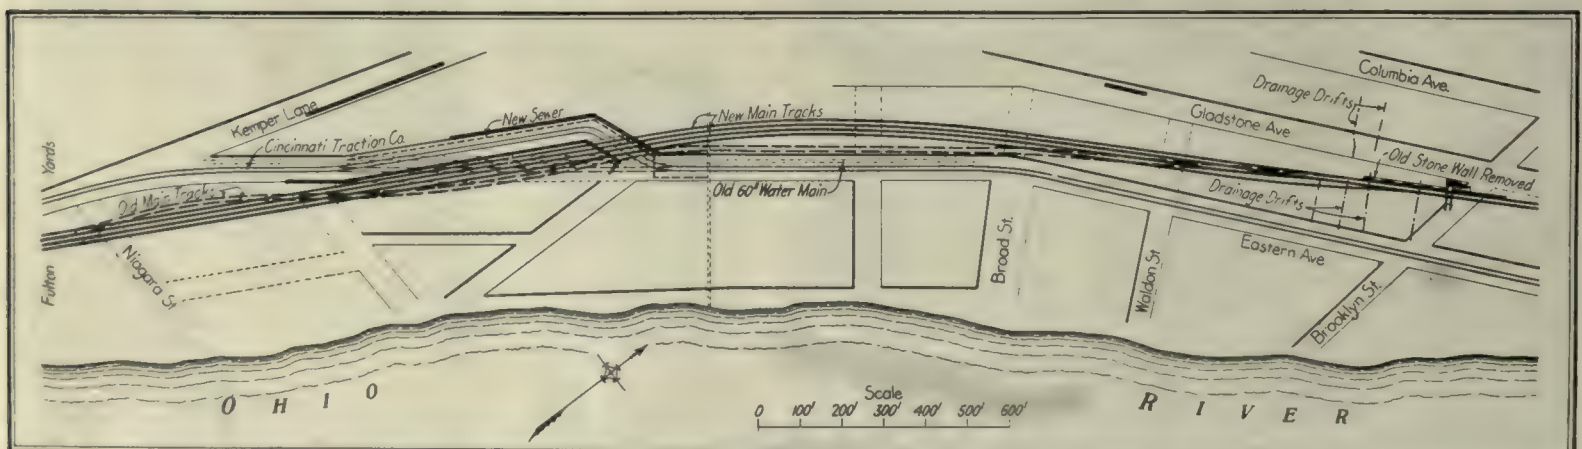 Columbia Ave.
Drainage Drifts
Gladstone Ave
Kemper Lane
New Sewer
New Main Tracks
Cincinnati Traction Co.
Old Stone Wall Removed
Yards
Old Main Tracks
Old 60" Water Main
Drainage Drifts
Fulton
Niagara St
Broad St.
Waldon St
Eastern Ave
Brooklyn St.
OHIO
RIVER
Scale
0 100' 200' 300' 400' 500' 600'